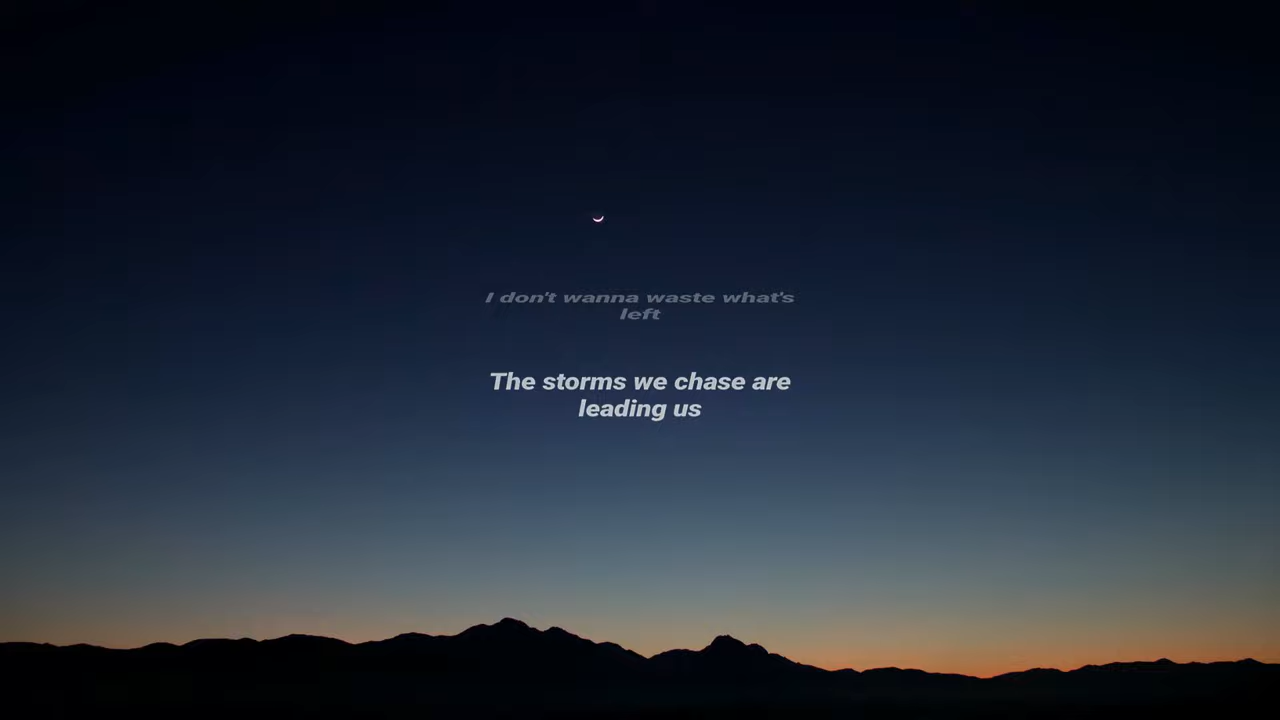 I don't wanna waste what's
left
The storms we chase are
leading us